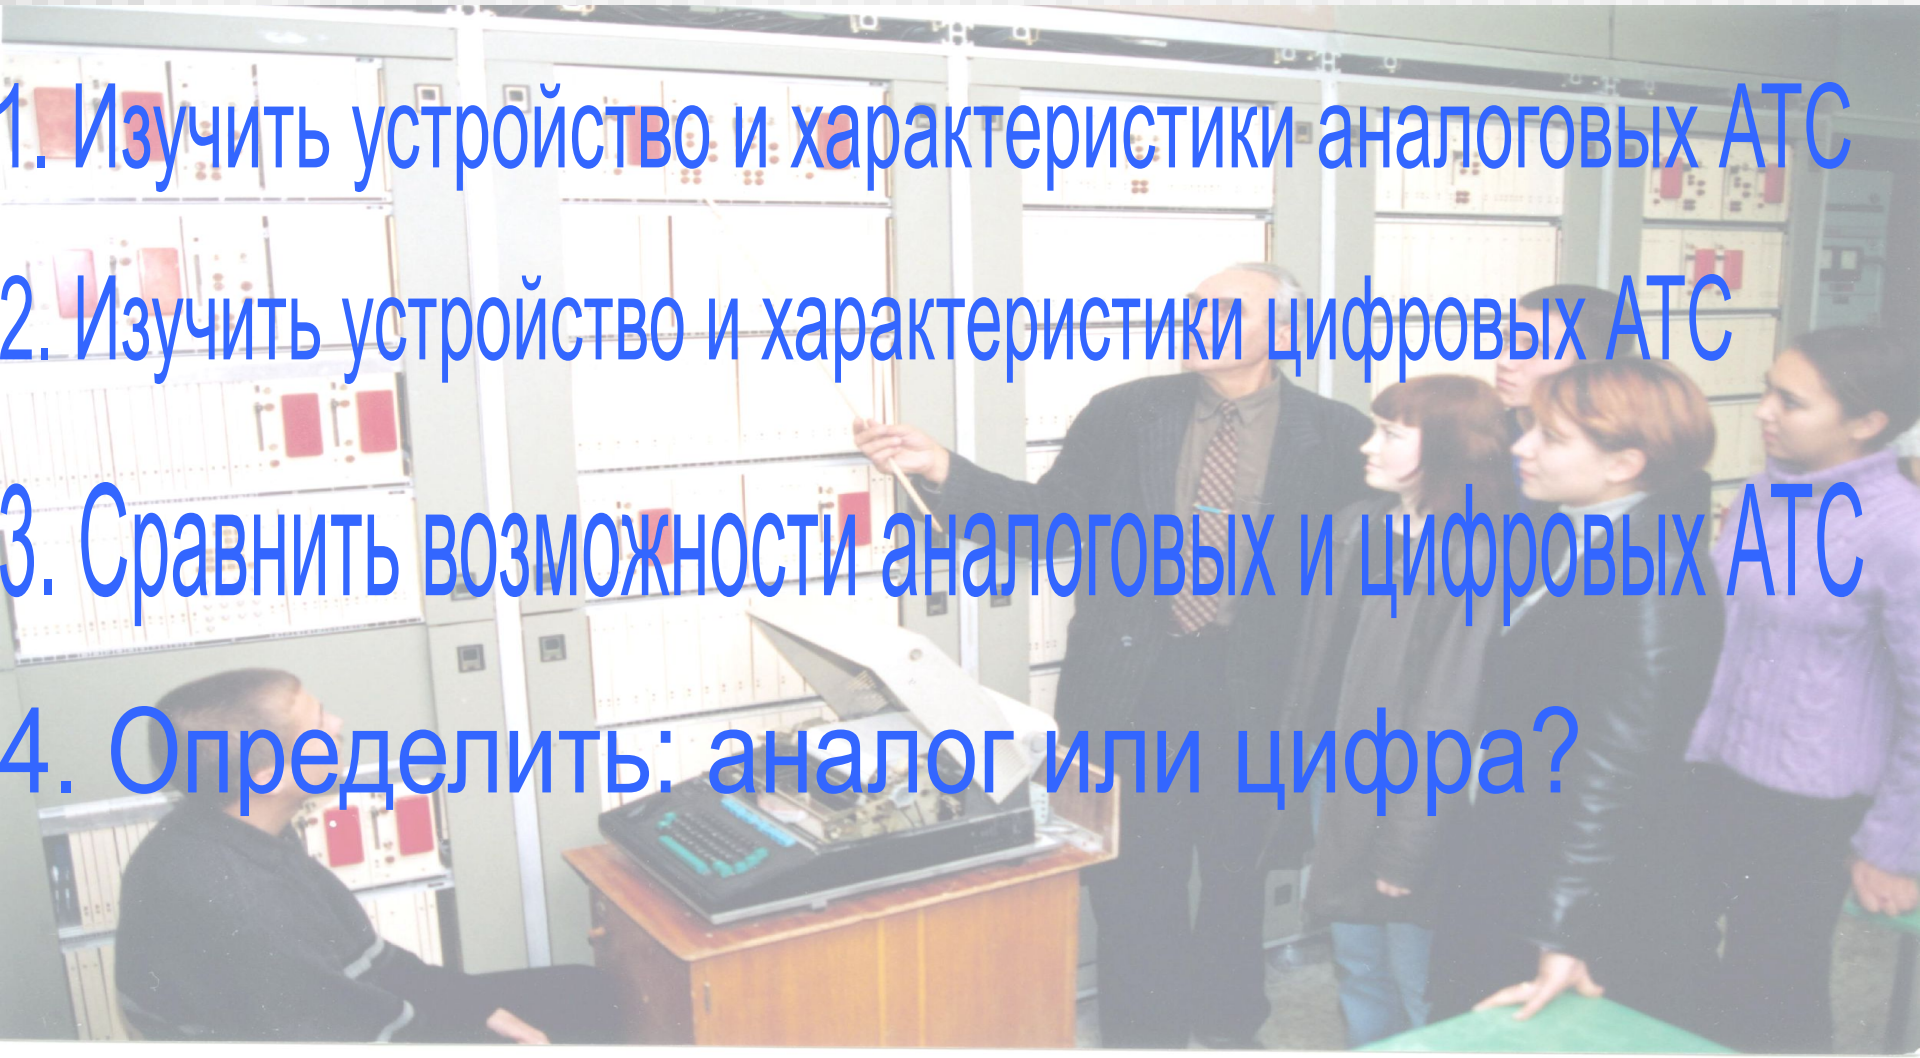 1. Изучить устройство и характеристики аналоговых АТС
2. Изучить устройство и характеристики цифровых АТС
3. Сравнить возможности аналоговых и цифровых АТС
4. Определить: аналог или цифра?